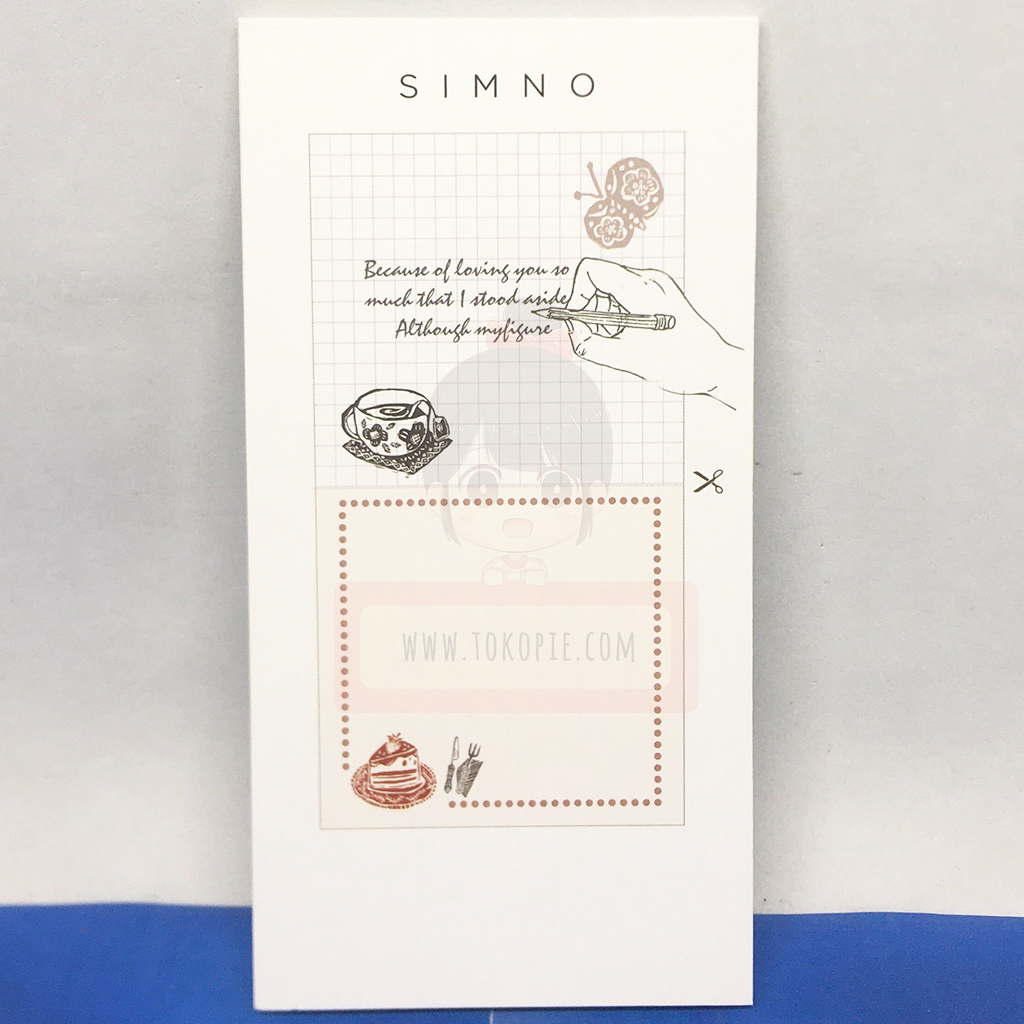 SIMNO
Because of loving you so
much that I stood aside
Although myfigure
WWW.TOKOPIE.COM